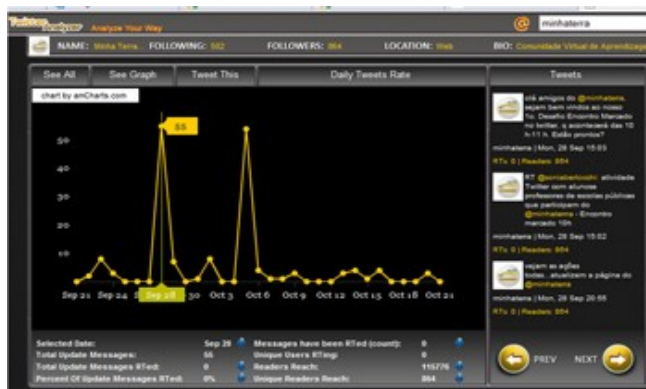 Twitter Analyzer Analyze Your Way
@ minhaterra
NAME: Minha Terra... FOLLOWING: 502 FOLLOWERS: 864 LOCATION: Web BIO: Comunidade Virtual de Aprendizage
See All See Graph Tweet This Daily Tweets Rate Tweets
chart by amCharts.com
55
50
40
30
20
10
Sep 21 Sep 24 Sep 28 30 Oct 3 Oct 6 Oct 9 Oct 12 Oct 15 Oct 18 Oct 21
Selected Date: Sep 28
Total Update Messages: 55
Total Update Messages RTed: 0
Percent Of Update Messages RTed: 0%
Messages have been RTed (count): 0
Unique Users RTing: 0
Readers Reach: 115776
Unique Readers Reach: 864
olá amigos do @minhaterra,
sejam bem vindos ao nosso
1o. Desafio Encontro Marcado
no twitter, q acontecerá das 10
h-11 h. Estão prontos?
minhaterra | Mon, 28 Sep 15:03
RTs: 0 | Readers: 864
RT @soniabertocchi: atividade
Twitter com alunose
professores de escolas públicas
que participam do
@minhaterra - Encontro
marcado 10h
minhaterra | Mon, 28 Sep 15:02
RTs: 0 | Readers: 864
vejam as ações
todas...atualizem a página do
@minhaterra
minhaterra | Mon, 28 Sep 20:55
RTs: 0 | Readers: 864
PREV NEXT